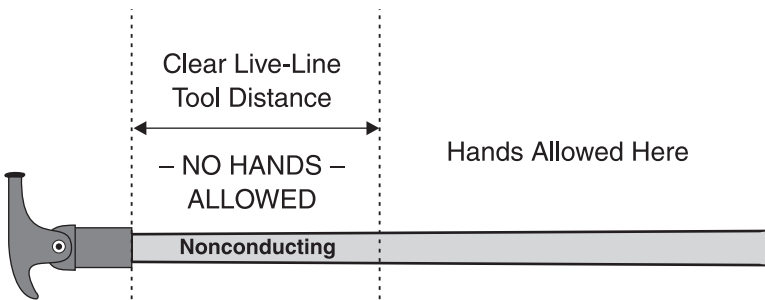 Clear Live-Line
Tool Distance
– NO HANDS –
ALLOWED
Hands Allowed Here
Nonconducting